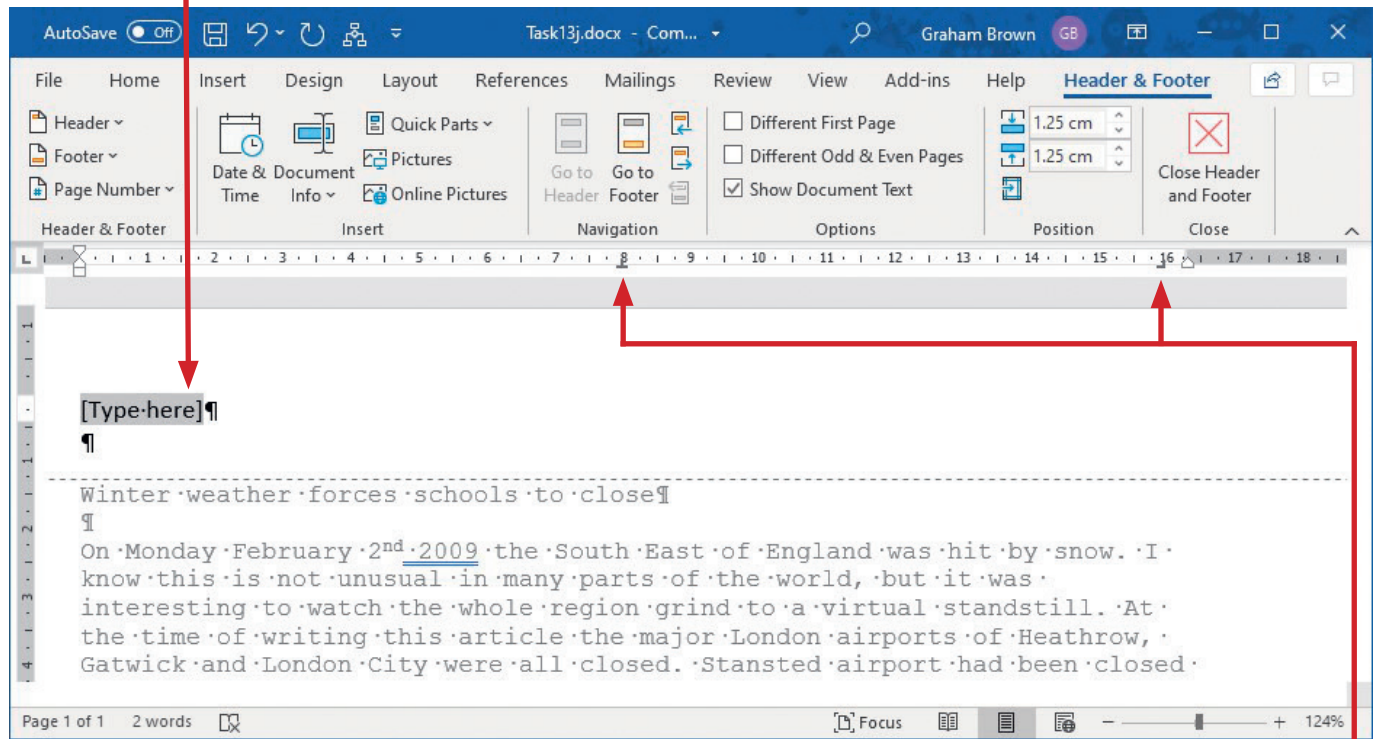 AutoSave Off Task13j.docx - Com... Graham Brown GB
File Home Insert Design Layout References Mailings Review View Add-ins Help Header & Footer
Header
Footer
Page Number
Header & Footer
Date & Time
Document Info
Quick Parts
Pictures
Online Pictures
Insert
Go to Header
Go to Footer
Navigation
Different First Page
Different Odd & Even Pages
Show Document Text
Options
1.25 cm
1.25 cm
Position
Close Header and Footer
Close
L 1 2 3 4 5 6 7 8 9 10 11 12 13 14 15 16 17 18
1
1
2
3
4
[Type·here]¶
¶
Winter·weather·forces·schools·to·close¶
¶
On·Monday·February·2nd·2009·the·South·East·of·England·was·hit·by·snow.·I·
know·this·is·not·unusual·in·many·parts·of·the·world,·but·it·was·
interesting·to·watch·the·whole·region·grind·to·a·virtual·standstill.·At·
the·time·of·writing·this·article·the·major·London·airports·of·Heathrow,·
Gatwick·and·London·City·were·all·closed.·Stansted·airport·had·been·closed·
Page 1 of 1 2 words Focus - + 124%